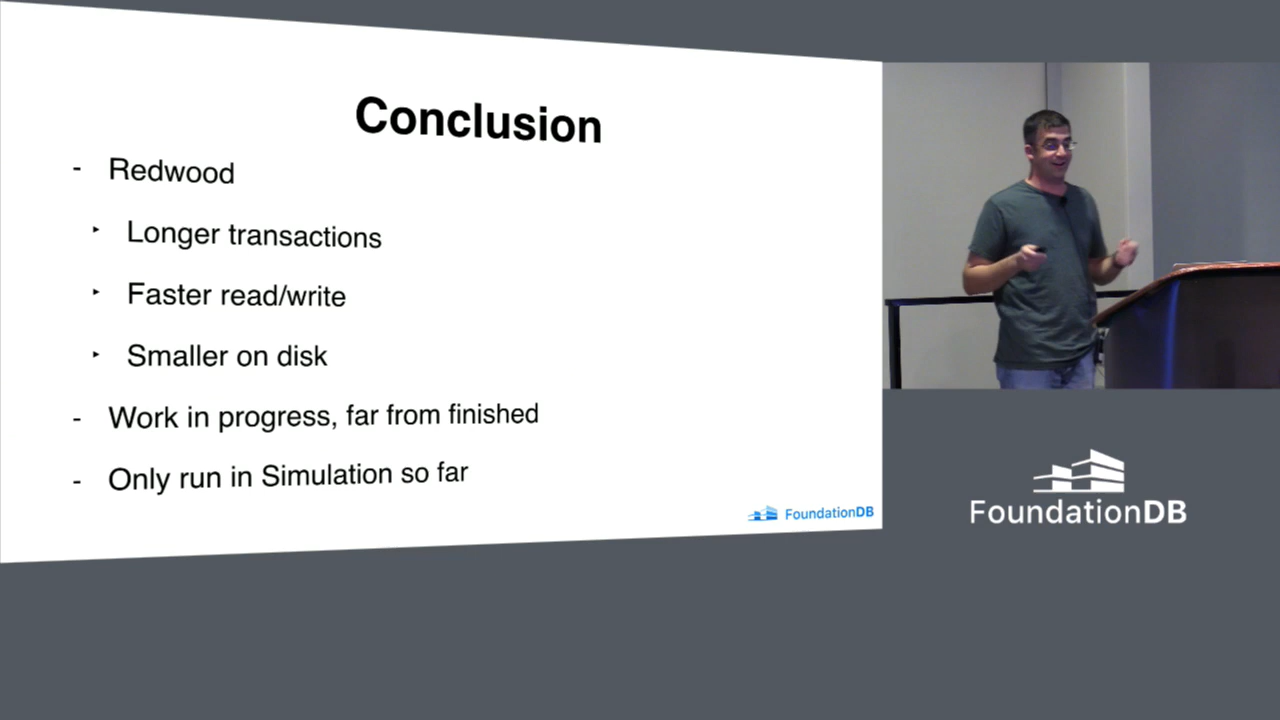 Conclusion
- Redwood
‣ Longer transactions
‣ Faster read/write
‣ Smaller on disk
- Work in progress, far from finished
- Only run in Simulation so far
FoundationDB
FoundationDB